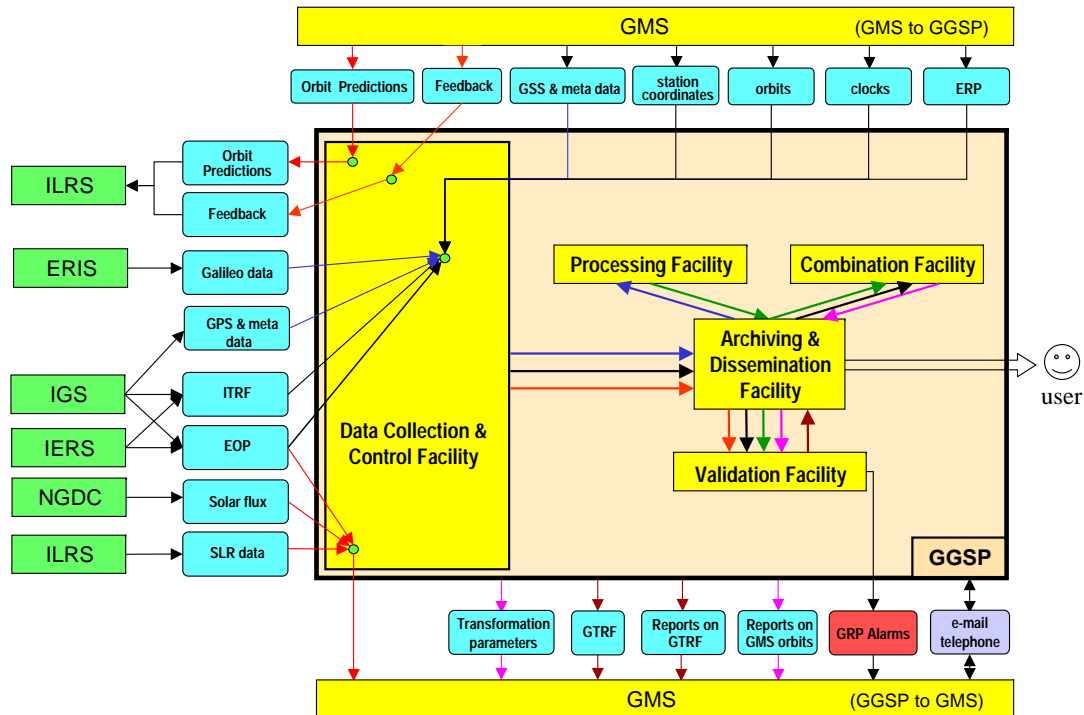 GMS (GMS to GGSP)
Orbit Predictions
Feedback
GSS & meta data
station
coordinates
orbits
clocks
ERP
Orbit
Predictions
ILRS
Feedback
ERIS
Galileo data
GPS & meta
data
IGS
ITRF
IERS
EOP
NGDC
Solar flux
ILRS
SLR data
Data Collection &
Control Facility
Processing Facility
Combination Facility
Archiving &
Dissemination
Facility
Validation Facility
user
GGSP
Transformation
parameters
GTRF
Reports on
GTRF
Reports on
GMS orbits
GRP Alarms
e-mail
telephone
GMS (GGSP to GMS)